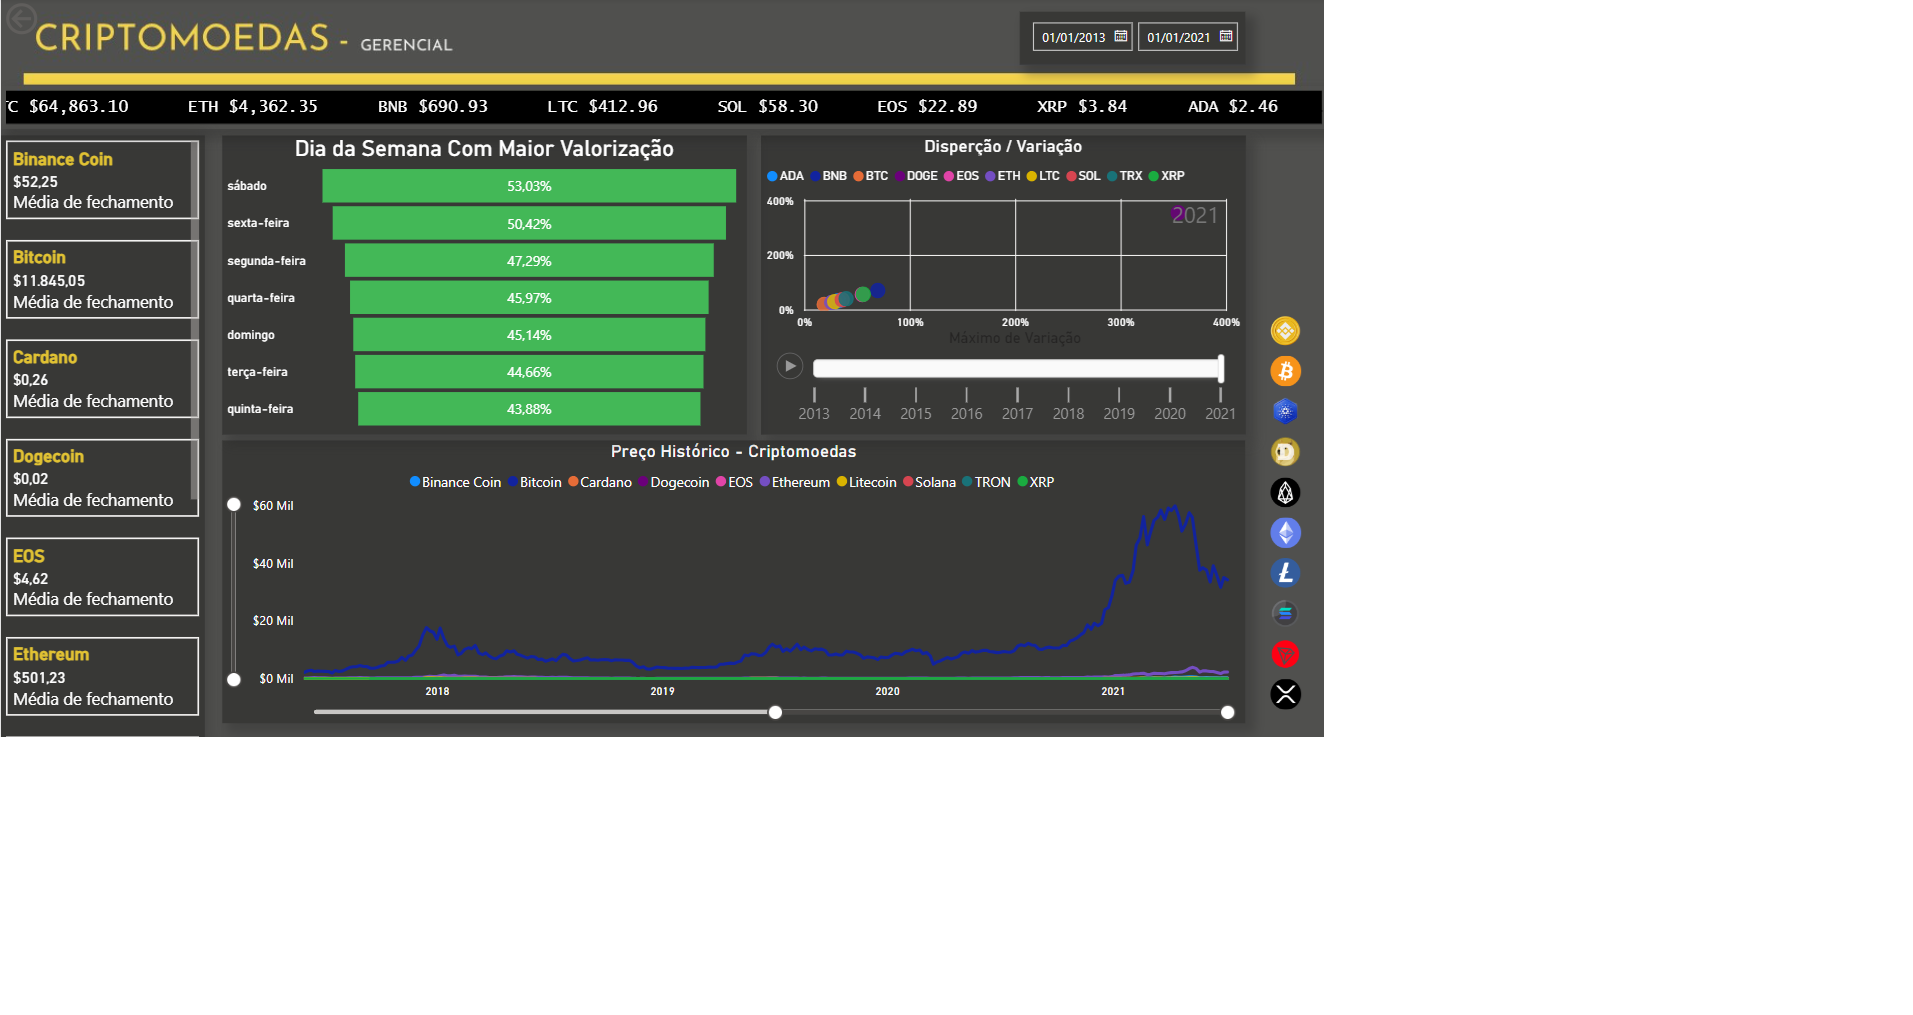 CRIPTOMOEDAS - GERENCIAL
01/01/2013 01/01/2021
TC $64,863.10 ETH $4,362.35 BNB $690.93 LTC $412.96 SOL $58.30 EOS $22.89 XRP $3.84 ADA $2.46
Binance Coin
$52,25
Média de fechamento
Bitcoin
$11.845,05
Média de fechamento
Cardano
$0,26
Média de fechamento
Dogecoin
$0,02
Média de fechamento
EOS
$4,62
Média de fechamento
Ethereum
$501,23
Média de fechamento
Dia da Semana Com Maior Valorização
sábado 53,03%
sexta-feira 50,42%
segunda-feira 47,29%
quarta-feira 45,97%
domingo 45,14%
terça-feira 44,66%
quinta-feira 43,88%
Disperção / Variação
ADA BNB BTC DOGE EOS ETH LTC SOL TRX XRP
400%
2021
200%
0%
0% 100% 200% 300% 400%
Máximo de Variação
2013 2014 2015 2016 2017 2018 2019 2020 2021
Preço Histórico - Criptomoedas
Binance Coin Bitcoin Cardano Dogecoin EOS Ethereum Litecoin Solana TRON XRP
$60 Mil
$40 Mil
$20 Mil
$0 Mil
2018 2019 2020 2021